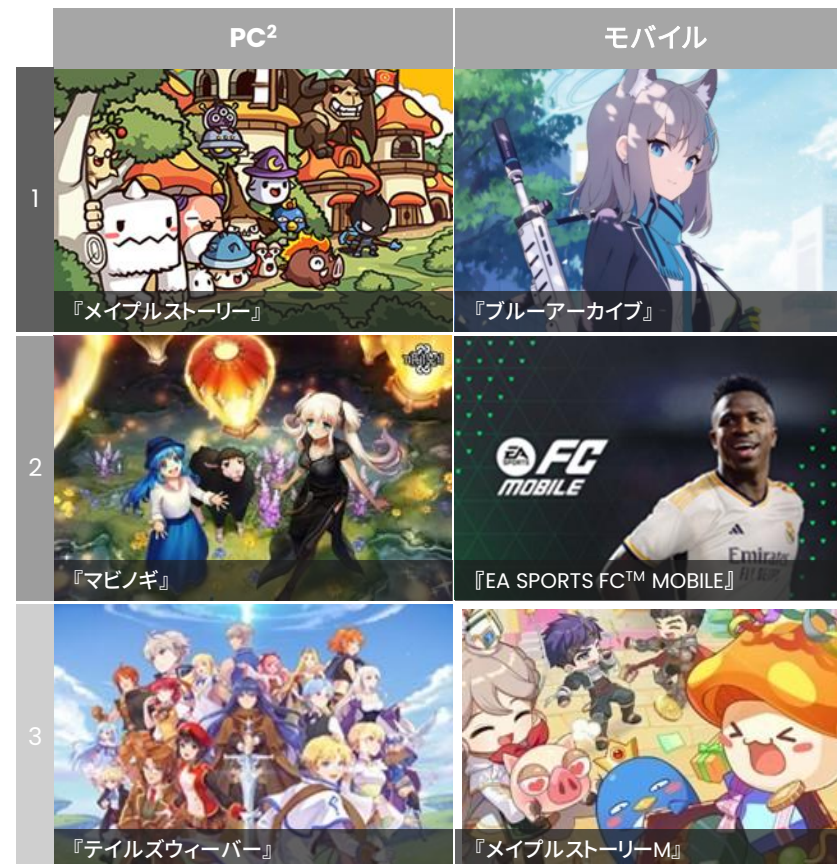 PC²
モバイル
1
『メイプルストーリー』
『ブルーアーカイブ』
2
EA SPORTS FC MOBILE
Emirates
『マビノギ』
『EA SPORTS FC™ MOBILE』
3
『テイルズウィーバー』
『メイプルストーリーM』